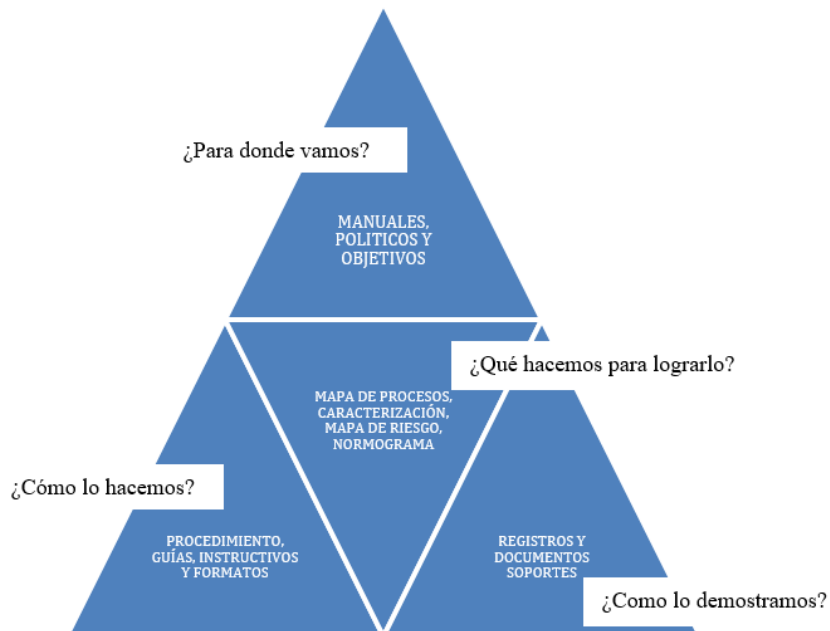 ¿Para donde vamos?
MANUALES,
POLITICOS Y
OBJETIVOS
¿Qué hacemos para lograrlo?
MAPA DE PROCESOS,
CARACTERIZACIÓN,
MAPA DE RIESGO,
NORMOGRAMA
¿Cómo lo hacemos?
PROCEDIMIENTO,
GUÍAS, INSTRUCTIVOS
Y FORMATOS
REGISTROS Y
DOCUMENTOS
SOPORTES
¿Como lo demostramos?